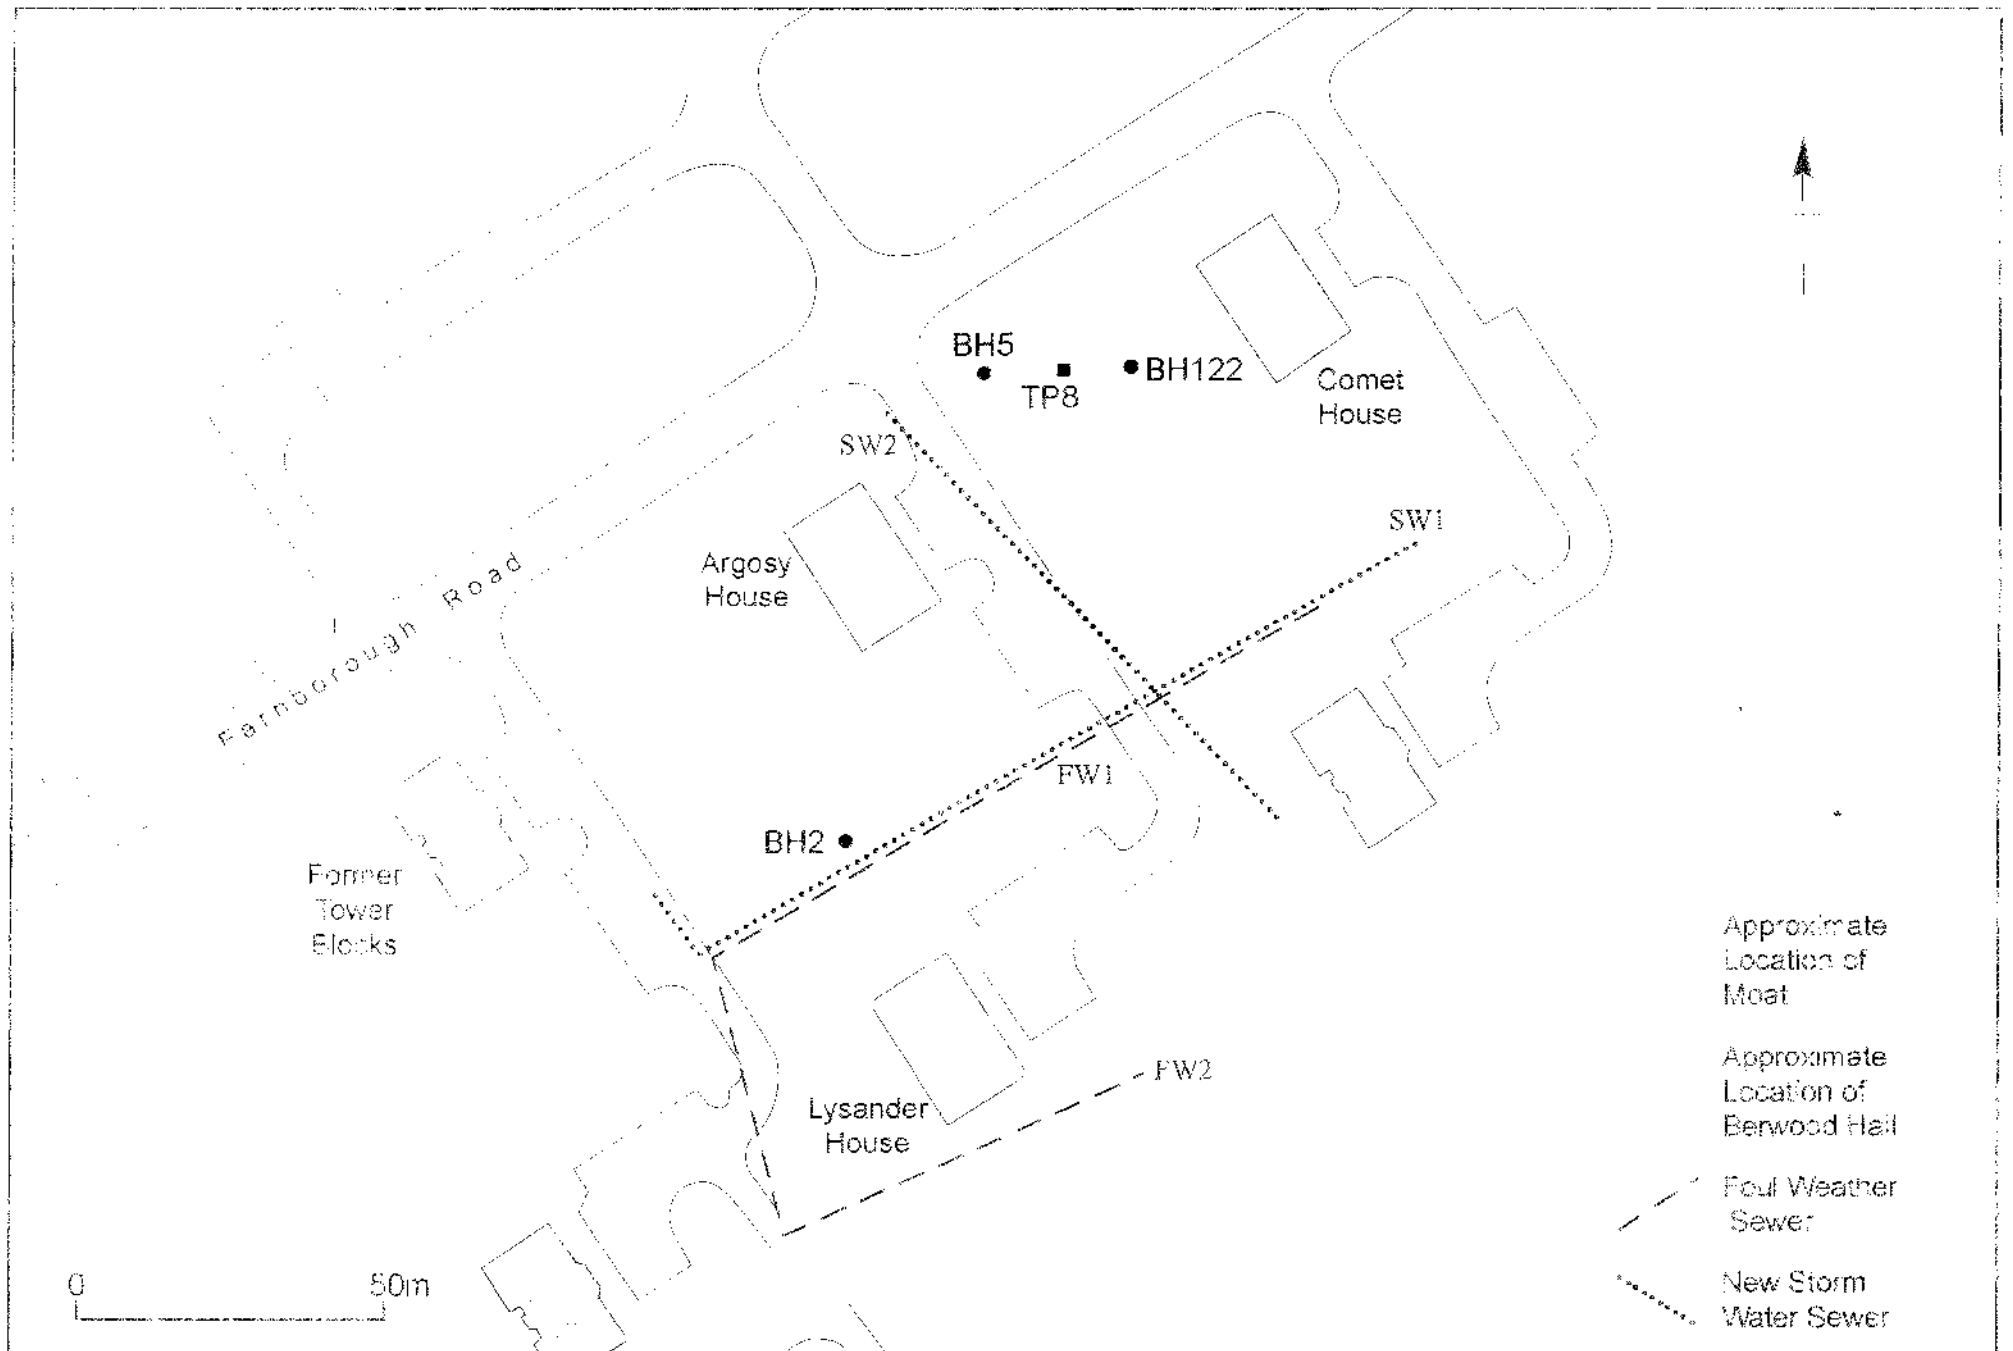 BH5
TP8
BH122
Comet
House
SW2
SW1
Argosy
House
Farnborough Road
FW1
BH2
Former
Tower
Blocks
Approximate
Location of
Moat
FW2
Approximate
Location of
Berwood Hall
Lysander
House
Foul Weather
Sewer
0 50m
New Storm
Water Sewer